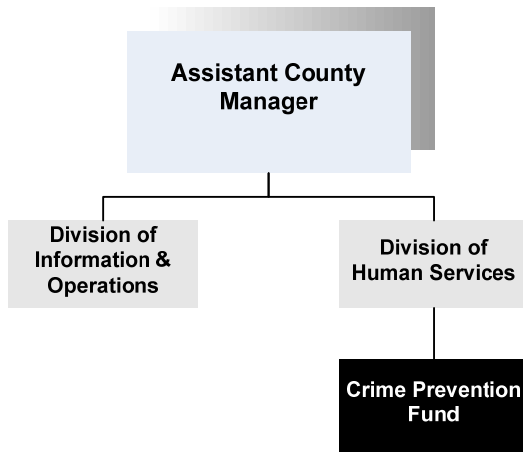 Assistant County
Manager
Division of
Information &
Operations
Division of
Human Services
Crime Prevention
Fund